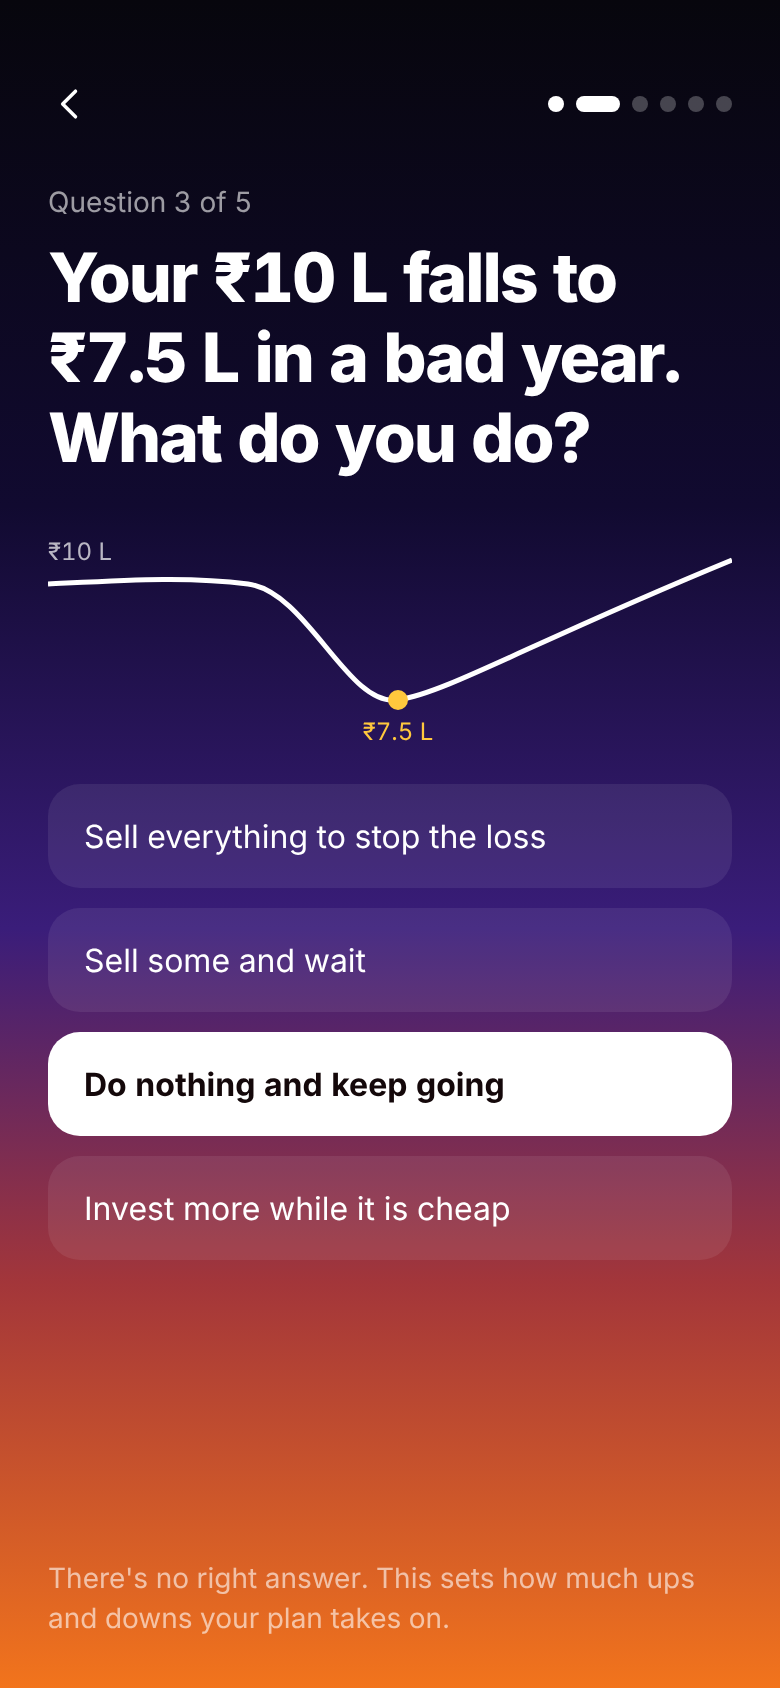 Question 3 of 5
Your ₹10 L falls to
₹7.5 L in a bad year.
What do you do?
₹10 L
₹7.5 L
Sell everything to stop the loss
Sell some and wait
Do nothing and keep going
Invest more while it is cheap
There's no right answer. This sets how much ups
and downs your plan takes on.